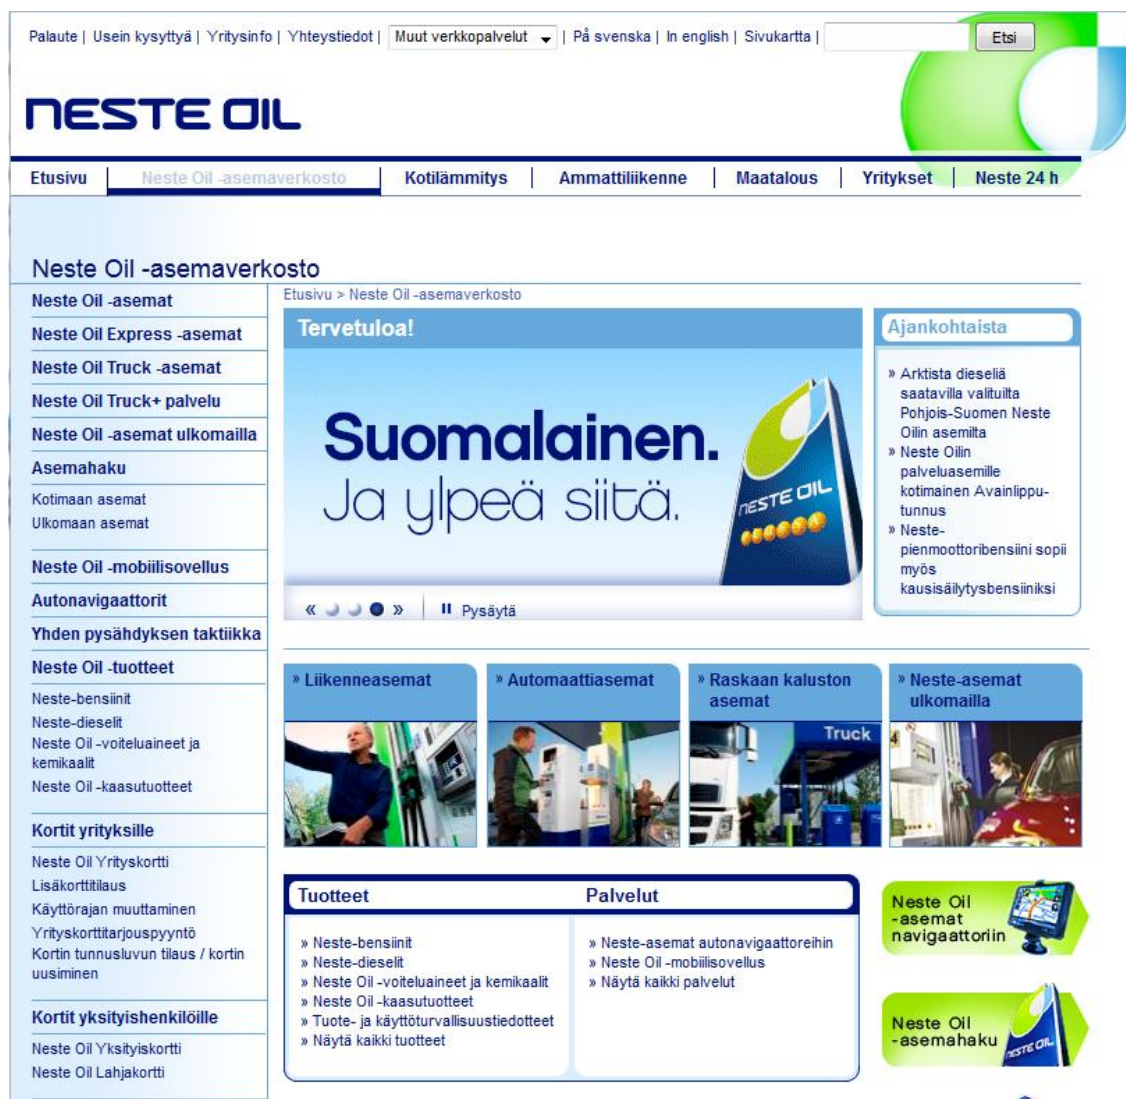 Palaute | Usein kysyttyä | Yritysinfo | Yhteystiedot | Muut verkkopalvelut | På svenska | In english | Sivukartta | Etsi
NESTE OIL
Etusivu | Neste Oil -asemaverkosto | Kotilämmitys | Ammattiliikenne | Maatalous | Yritykset | Neste 24 h
Neste Oil -asemaverkosto
Neste Oil -asemat
Neste Oil Express -asemat
Neste Oil Truck -asemat
Neste Oil Truck+ palvelu
Neste Oil -asemat ulkomailla
Asemahaku
Kotimaan asemat
Ulkomaan asemat
Neste Oil -mobiilisovellus
Autonavigaattorit
Yhden pysähdyksen taktiikka
Neste Oil -tuotteet
Neste-bensiinit
Neste-dieselit
Neste Oil -voiteluaineet ja
kemikaalit
Neste Oil -kaasutuotteet
Kortit yrityksille
Neste Oil Yrityskortti
Lisäkorttitilaus
Käyttörajan muuttaminen
Yrityskorttitarjouspyyntö
Kortin tunnusluvun tilaus / kortin
uusiminen
Kortit yksityishenkilöille
Neste Oil Yksityiskortti
Neste Oil Lahjakortti
Etusivu > Neste Oil -asemaverkosto
Tervetuloa!
Suomalainen.
Ja ylpeä siitä.
NESTE OIL
« »
Pysäytä
Ajankohtaista
» Arktista dieseliä
saatavilla valituilta
Pohjois-Suomen Neste
Oilin asemilta
» Neste Oilin
palveluasemille
kotimainen Avainlippu-
tunnus
» Neste-
pienmoottoribensiini sopii
myös
kausisäilytysbensiiniksi
» Liikenneasemat
» Automaattiasemat
» Raskaan kaluston
asemat
Truck
» Neste-asemat
ulkomailla
4
Tuotteet
» Neste-bensiinit
» Neste-dieselit
» Neste Oil -voiteluaineet ja kemikaalit
» Neste Oil -kaasutuotteet
» Tuote- ja käyttöturvallisuustiedotteet
» Näytä kaikki tuotteet
Palvelut
» Neste-asemat autonavigaattoreihin
» Neste Oil -mobiilisovellus
» Näytä kaikki palvelut
Neste Oil
-asemat
navigaattoriin
Neste Oil
-asemahaku
NESTE OIL